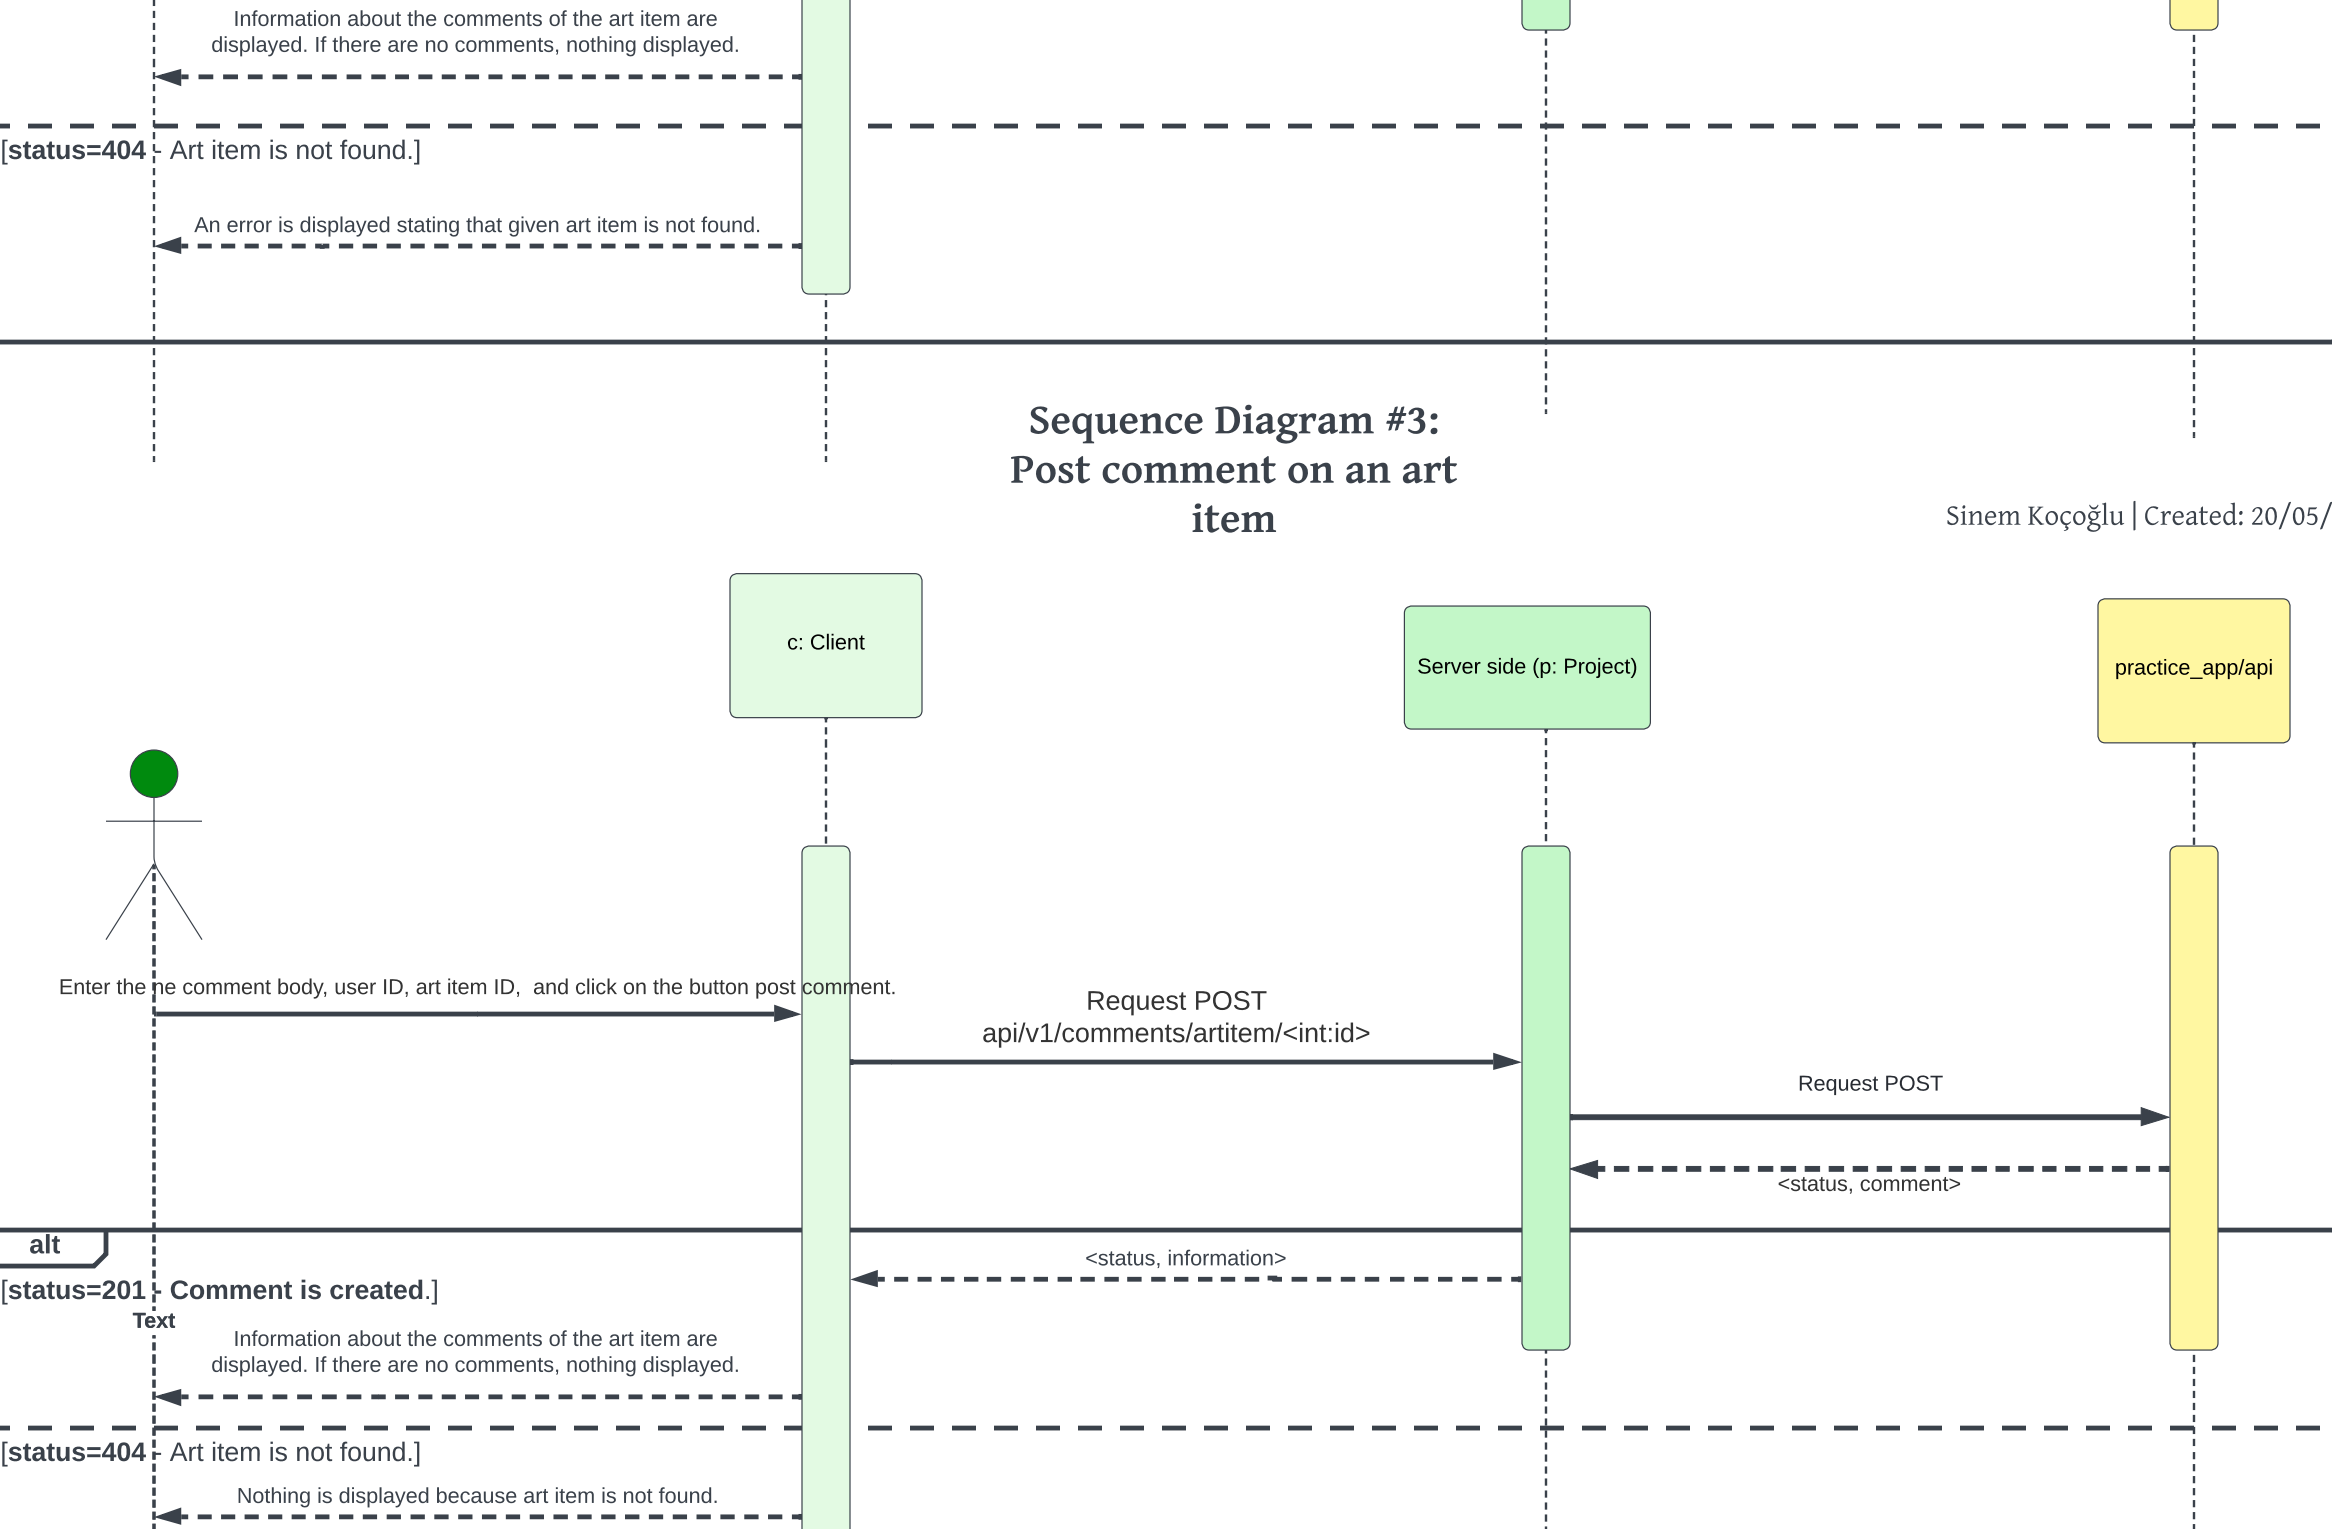 Information about the comments of the art item are
displayed. If there are no comments, nothing displayed.
[status=404 - Art item is not found.]
An error is displayed stating that given art item is not found.
Sequence Diagram #3:
Post comment on an art
item
Sinem Koçoğlu | Created: 20/05/
c: Client
Server side (p: Project)
practice_app/api
Enter the ne comment body, user ID, art item ID,  and click on the button post comment.
Request POST
api/v1/comments/artitem/<int:id>
Request POST
<status, comment>
alt
<status, information>
[status=201 - Comment is created.]
Text
Information about the comments of the art item are
displayed. If there are no comments, nothing displayed.
[status=404 - Art item is not found.]
Nothing is displayed because art item is not found.